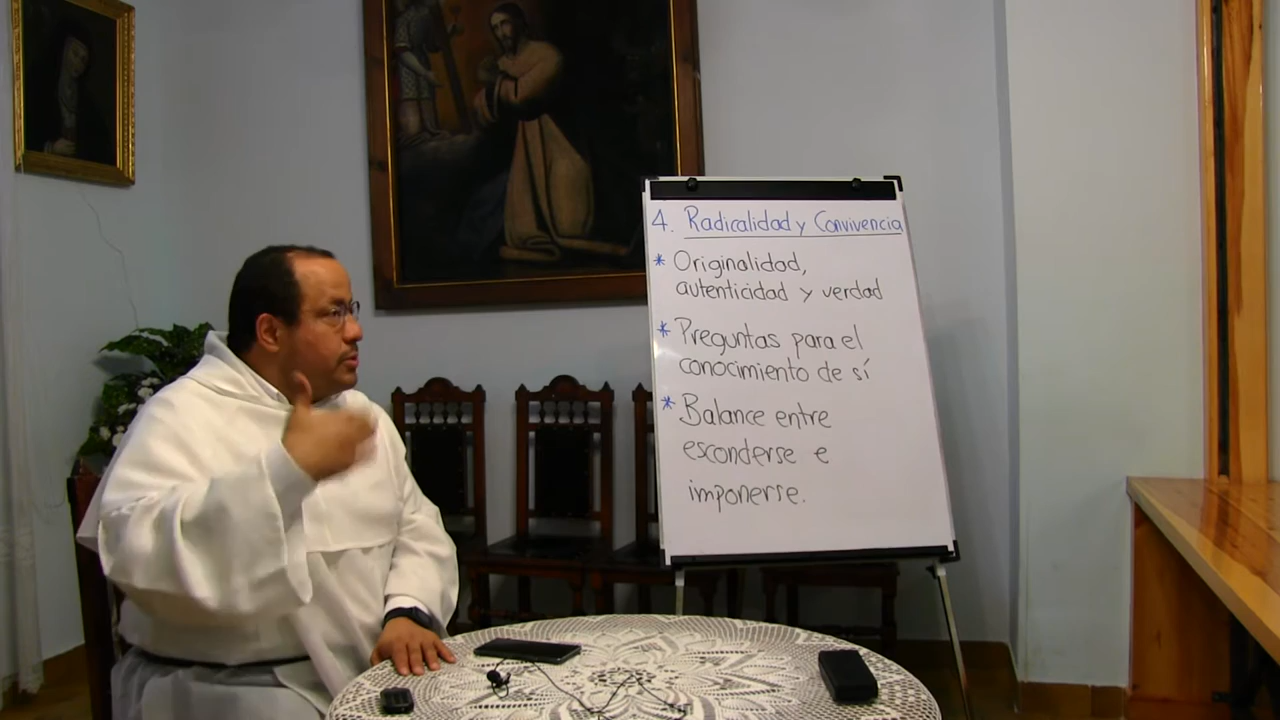 4. Radicalidad y Convivencia
* Originalidad,
autenticidad y verdad
* Preguntas para el
conocimiento de sí
* Balance entre
esconderse e
imponerse.